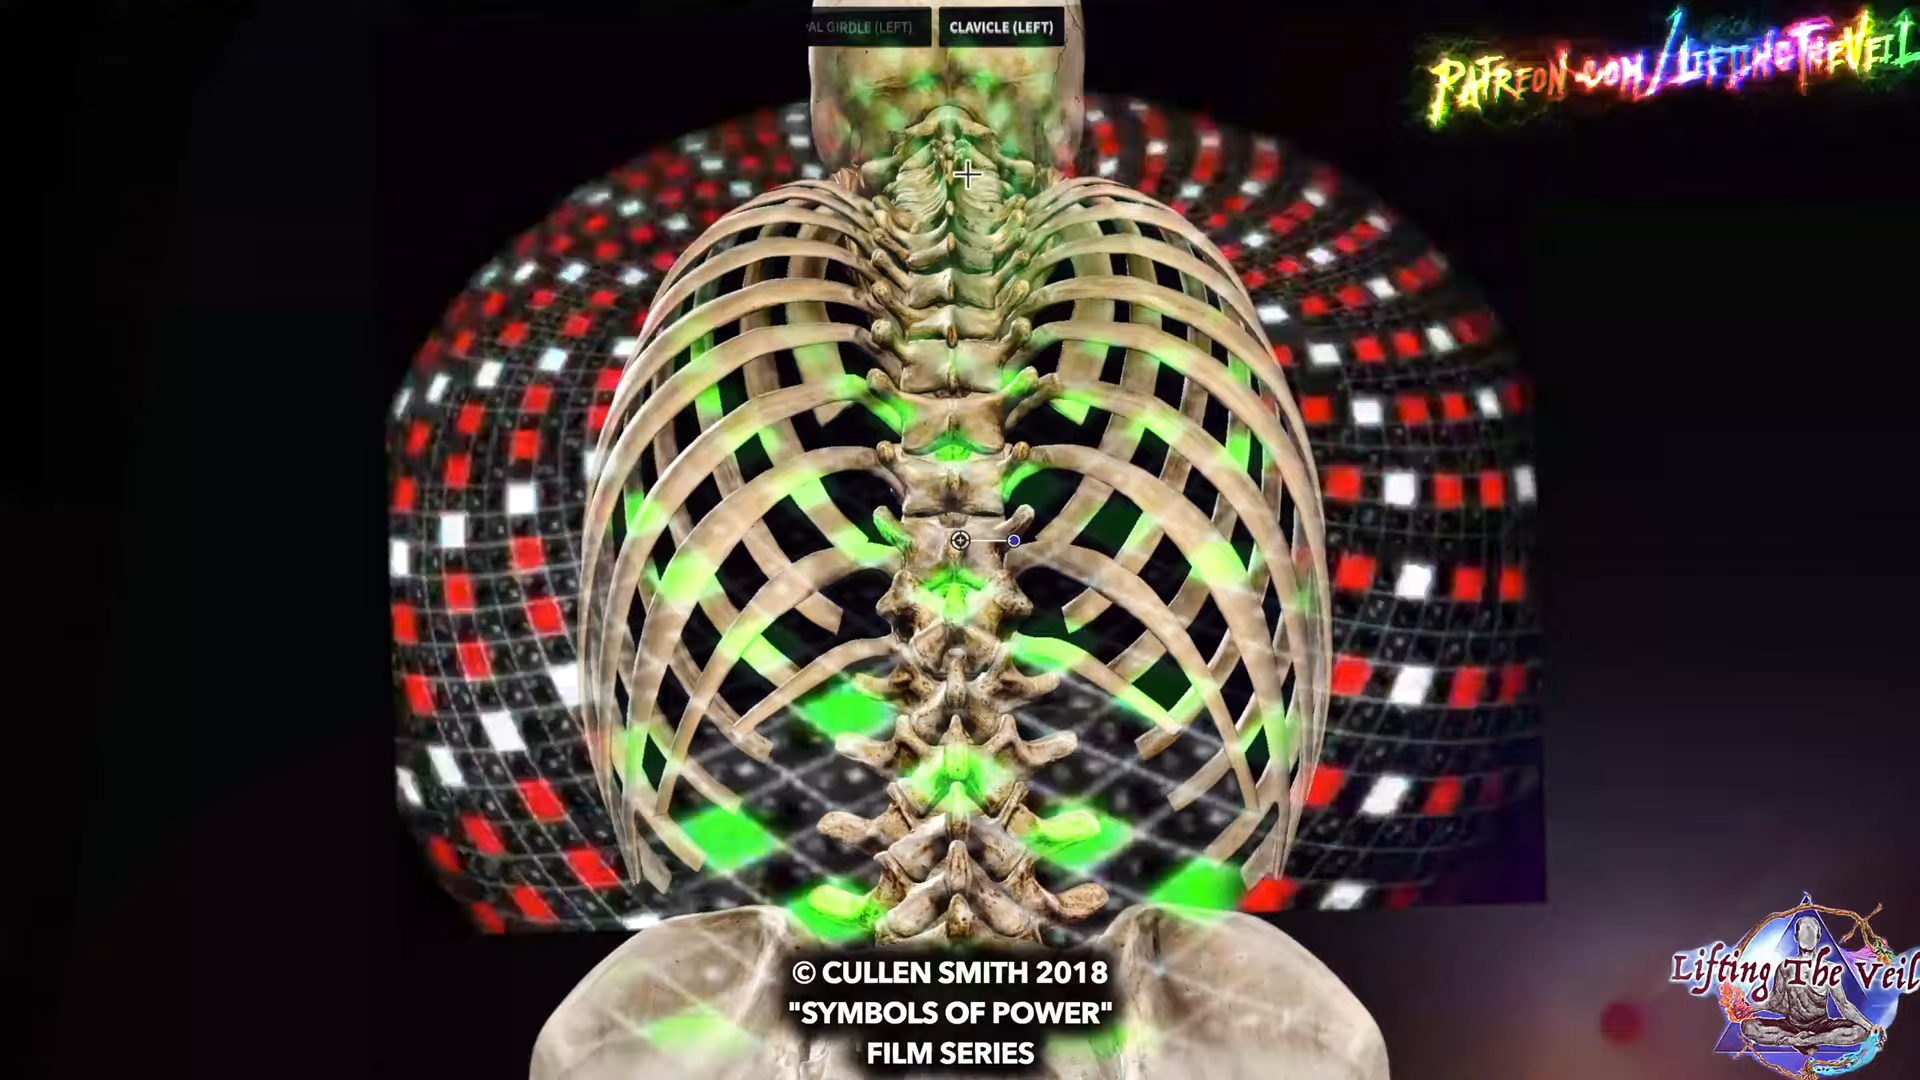 AL GIRDLE (LEFT)
CLAVICLE (LEFT)
PATREON.COM/LIFTINGTHEVEIL
© CULLEN SMITH 2018
"SYMBOLS OF POWER"
FILM SERIES
Lifting The Veil